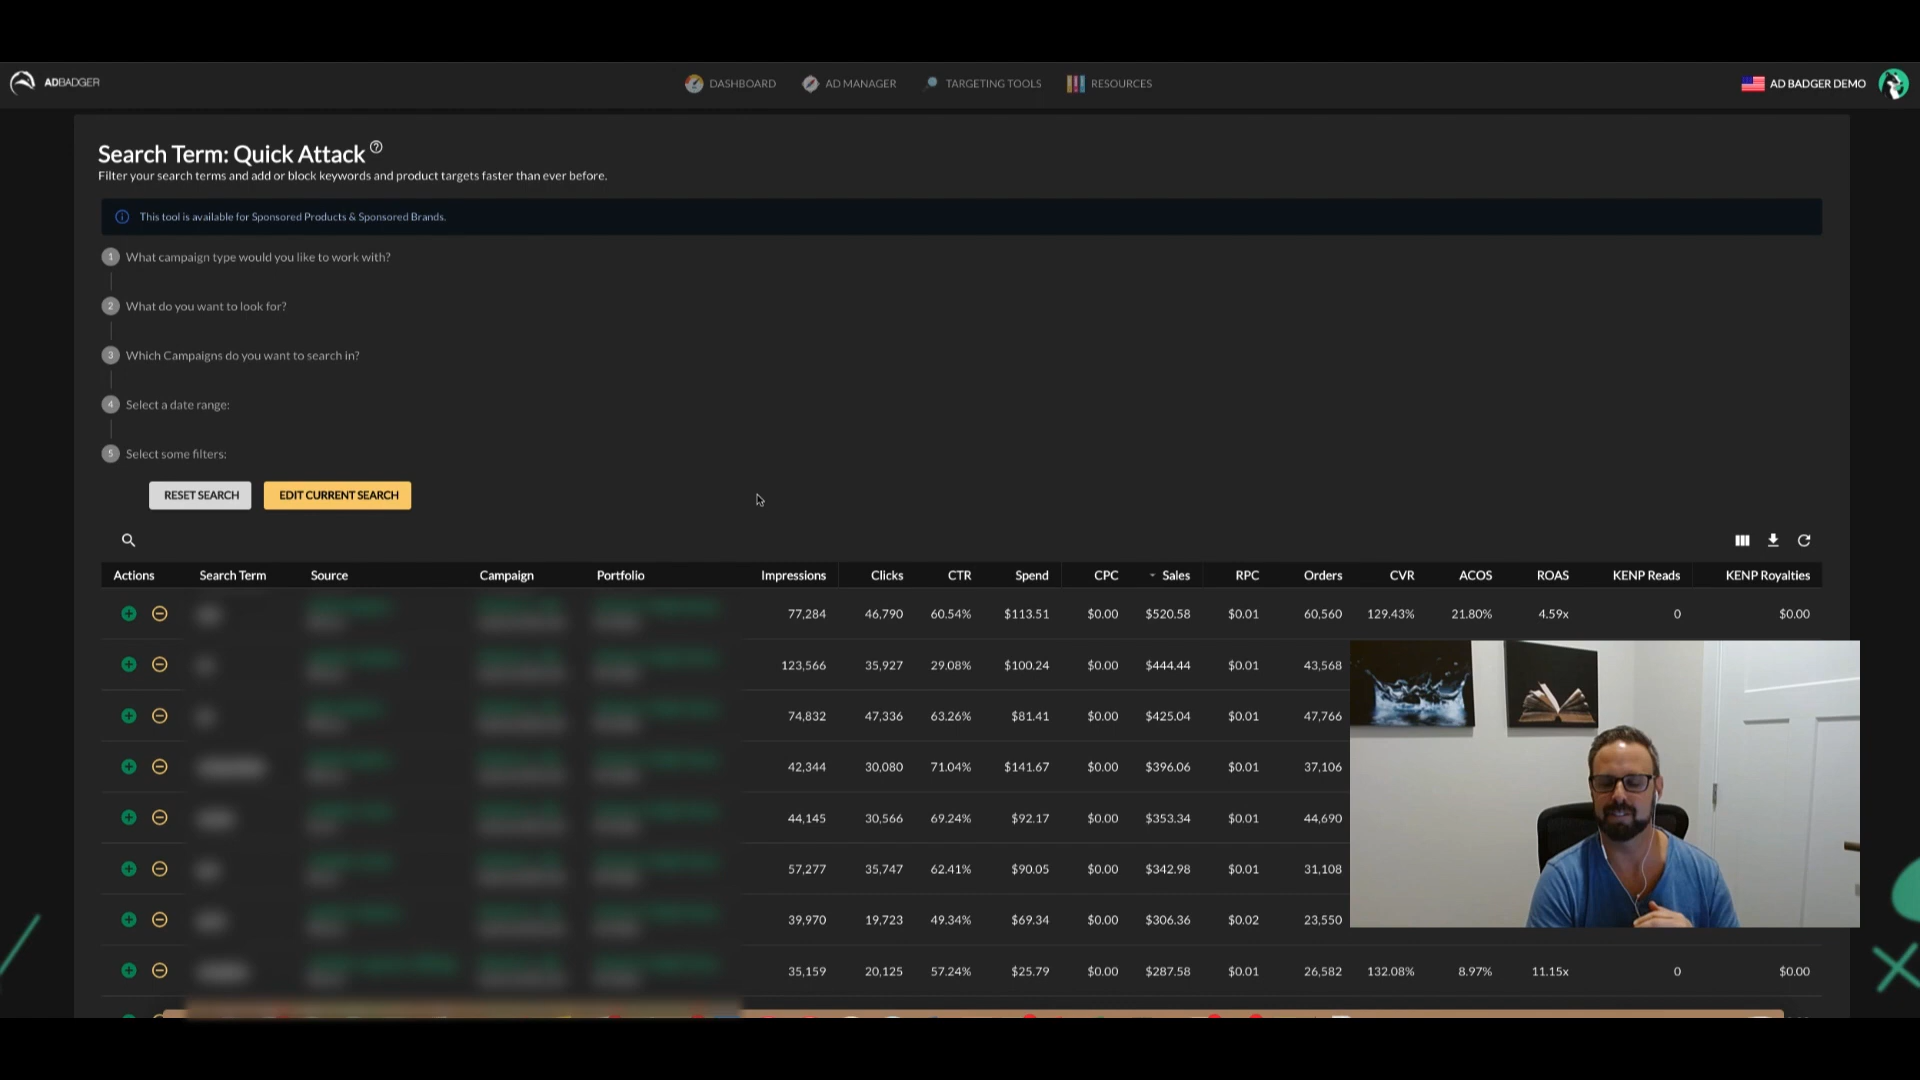 ADBADGER
DASHBOARD
AD MANAGER
TARGETING TOOLS
RESOURCES
AD BADGER DEMO
Search Term: Quick Attack ?
Filter your search terms and add or block keywords and product targets faster than ever before.
This tool is available for Sponsored Products & Sponsored Brands.
1 What campaign type would you like to work with?
2 What do you want to look for?
3 Which Campaigns do you want to search in?
4 Select a date range:
5 Select some filters:
RESET SEARCH
EDIT CURRENT SEARCH
Actions Search Term Source Campaign Portfolio Impressions Clicks CTR Spend CPC Sales RPC Orders CVR ACOS ROAS KENP Reads KENP Royalties
77,284 46,790 60.54% $113.51 $0.00 $520.58 $0.01 60,560 129.43% 21.80% 4.59x 0 $0.00
123,566 35,927 29.08% $100.24 $0.00 $444.44 $0.01 43,568
74,832 47,336 63.26% $81.41 $0.00 $425.04 $0.01 47,766
42,344 30,080 71.04% $141.67 $0.00 $396.06 $0.01 37,106
44,145 30,566 69.24% $92.17 $0.00 $353.34 $0.01 44,690
57,277 35,747 62.41% $90.05 $0.00 $342.98 $0.01 31,108
39,970 19,723 49.34% $69.34 $0.00 $306.36 $0.02 23,550
35,159 20,125 57.24% $25.79 $0.00 $287.58 $0.01 26,582 132.08% 8.97% 11.15x 0 $0.00